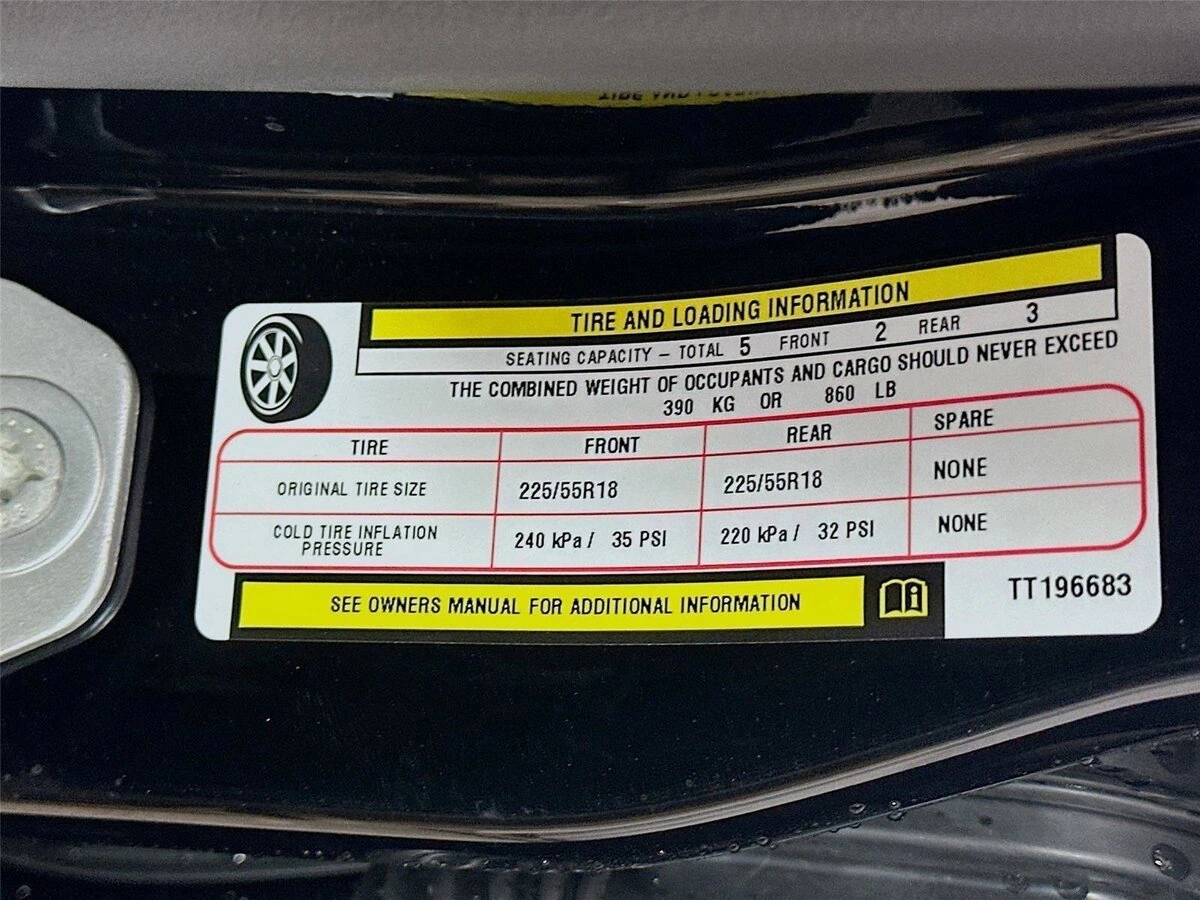 TIRE AND LOADING INFORMATION
SEATING CAPACITY – TOTAL 5 FRONT 2 REAR 3
THE COMBINED WEIGHT OF OCCUPANTS AND CARGO SHOULD NEVER EXCEED
390 KG OR 860 LB
TIRE FRONT REAR SPARE
ORIGINAL TIRE SIZE 225/55R18 225/55R18 NONE
COLD TIRE INFLATION
PRESSURE 240 kPa / 35 PSI 220 kPa / 32 PSI NONE
SEE OWNERS MANUAL FOR ADDITIONAL INFORMATION
TT196683